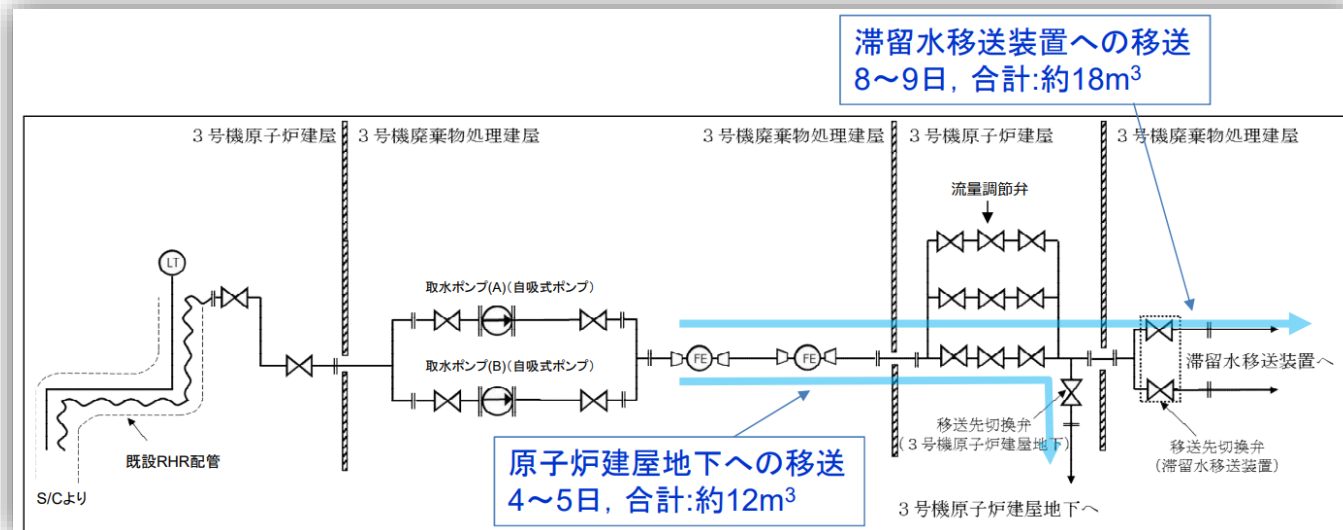 滞留水移送装置への移送
8～9日, 合計:約18m³
３号機原子炉建屋
３号機廃棄物処理建屋
３号機廃棄物処理建屋
３号機原子炉建屋
３号機廃棄物処理建屋
流量調節弁
LT
取水ポンプ(A)(自吸式ポンプ)
取水ポンプ(B)(自吸式ポンプ)
FE
FE
滞留水移送装置へ
移送先切換弁
(３号機原子炉建屋地下)
移送先切換弁
(滞留水移送装置)
既設RHR配管
原子炉建屋地下への移送
4～5日, 合計:約12m³
S/Cより
３号機原子炉建屋地下へ